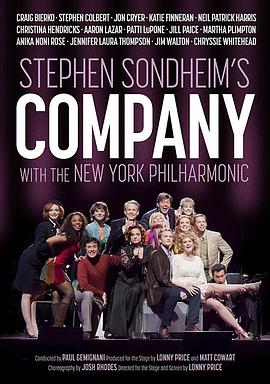 CRAIG BIERKO • STEPHEN COLBERT • JON CRYER • KATIE FINNERAN • NEIL PATRICK HARRIS
CHRISTINA HENDRICKS • AARON LAZAR • PATTI LuPONE • JILL PAICE • MARTHA PLIMPTON
ANIKA NONI ROSE • JENNIFER LAURA THOMPSON • JIM WALTON • CHRYSSIE WHITEHEAD
STEPHEN SONDHEIM'S
COMPANY
WITH THE NEW YORK PHILHARMONIC
Conducted by PAUL GEMIGNANI Produced for the Stage by LONNY PRICE and MATT COWART
Choreography by JOSH RHODES Directed for the Stage and Screen by LONNY PRICE